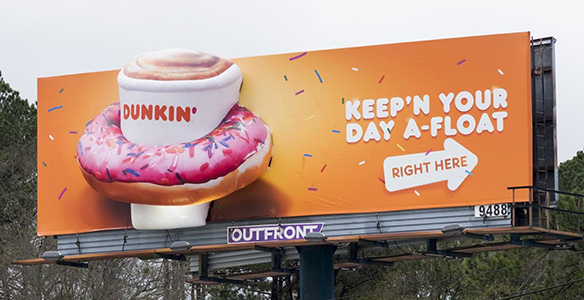 DUNKIN'
KEEP'N YOUR
DAY A-FLOAT
RIGHT HERE
9488
OUTFRONT